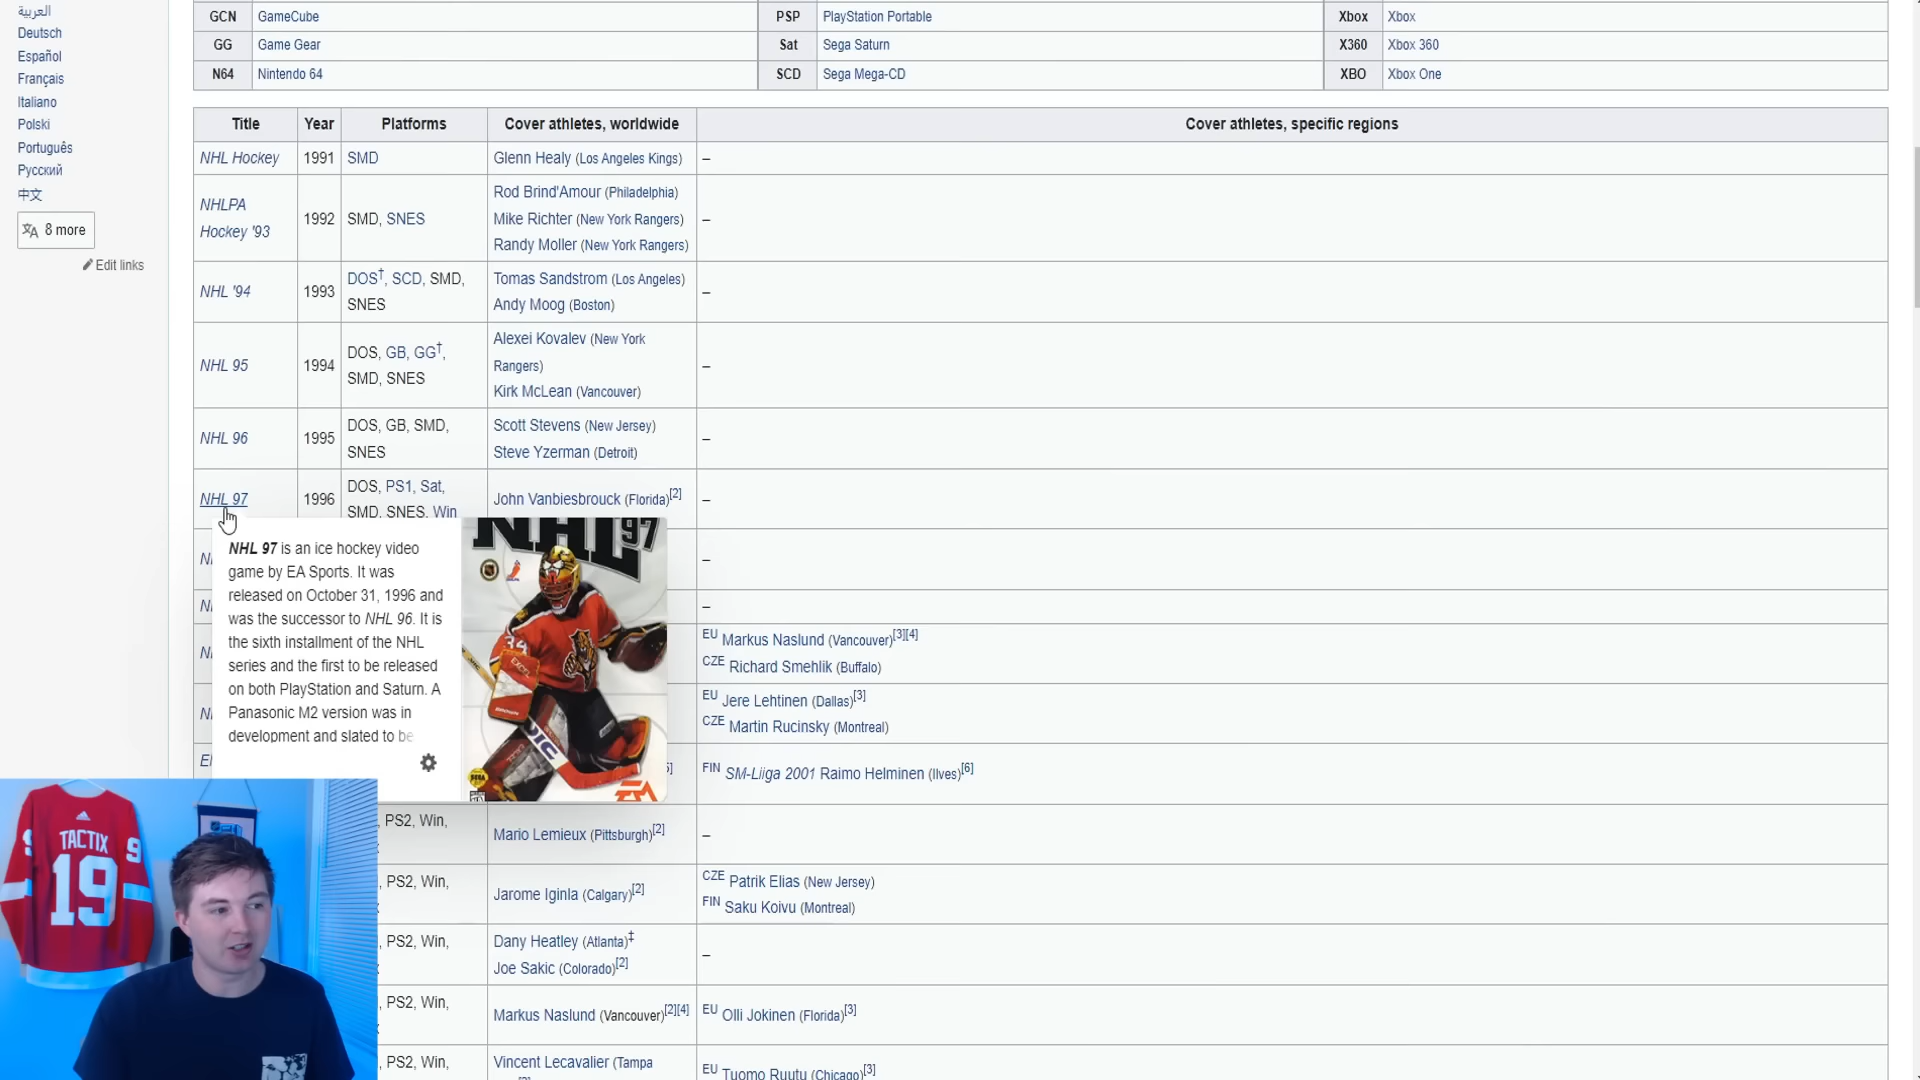 العربية
Deutsch
Español
Français
Italiano
Polski
Português
Русский
中文
8 more
Edit links
GCN GameCube PSP PlayStation Portable Xbox Xbox
GG Game Gear Sat Sega Saturn X360 Xbox 360
N64 Nintendo 64 SCD Sega Mega-CD XBO Xbox One
Title Year Platforms Cover athletes, worldwide Cover athletes, specific regions
NHL Hockey 1991 SMD Glenn Healy (Los Angeles Kings) –
NHLPA Hockey '93 1992 SMD, SNES Rod Brind'Amour (Philadelphia)
Mike Richter (New York Rangers) –
Randy Moller (New York Rangers)
NHL '94 1993 DOS†, SCD, SMD, SNES Tomas Sandstrom (Los Angeles)
Andy Moog (Boston) –
NHL 95 1994 DOS, GB, GG†, SMD, SNES Alexei Kovalev (New York Rangers)
Kirk McLean (Vancouver) –
NHL 96 1995 DOS, GB, SMD, SNES Scott Stevens (New Jersey)
Steve Yzerman (Detroit) –
NHL 97 1996 DOS, PS1, Sat, SMD, SNES, Win John Vanbiesbrouck (Florida)[2] –
NHL 97 is an ice hockey video
game by EA Sports. It was
released on October 31, 1996 and
was the successor to NHL 96. It is
the sixth installment of the NHL
series and the first to be released
on both PlayStation and Saturn. A
Panasonic M2 version was in
development and slated to be
NHL 97
34
EA
–
–
EU Markus Naslund (Vancouver)[3][4]
CZE Richard Smehlik (Buffalo)
EU Jere Lehtinen (Dallas)[3]
CZE Martin Rucinsky (Montreal)
FIN SM-Liiga 2001 Raimo Helminen (Ilves)[6]
, PS2, Win, Mario Lemieux (Pittsburgh)[2] –
, PS2, Win, Jarome Iginla (Calgary)[2] CZE Patrik Elias (New Jersey)
FIN Saku Koivu (Montreal)
, PS2, Win, Dany Heatley (Atlanta)‡
Joe Sakic (Colorado)[2] –
, PS2, Win, Markus Naslund (Vancouver)[2][4] EU Olli Jokinen (Florida)[3]
, PS2, Win, Vincent Lecavalier (Tampa EU Tuomo Ruutu (Chicago)[3]
TACTIX
19